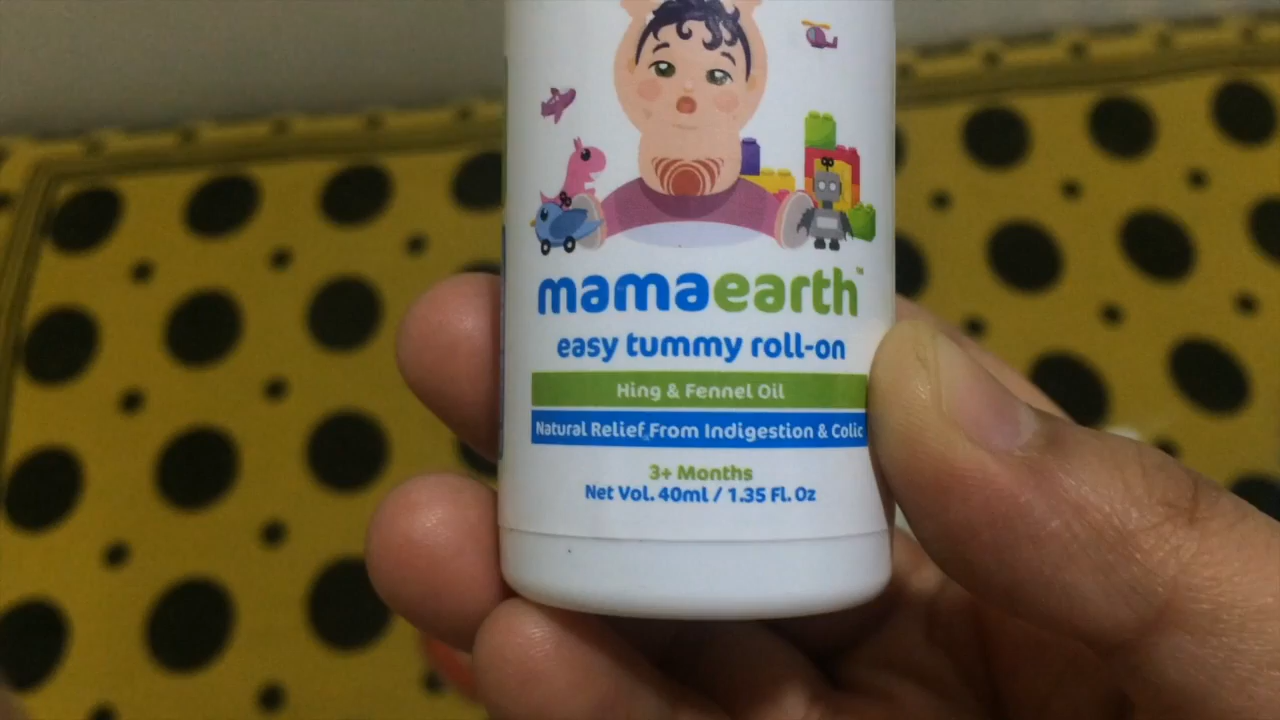 mamaearth™
easy tummy roll-on
Hing & Fennel Oil
Natural Relief From Indigestion & Colic
3+ Months
Net Vol. 40ml / 1.35 Fl. Oz